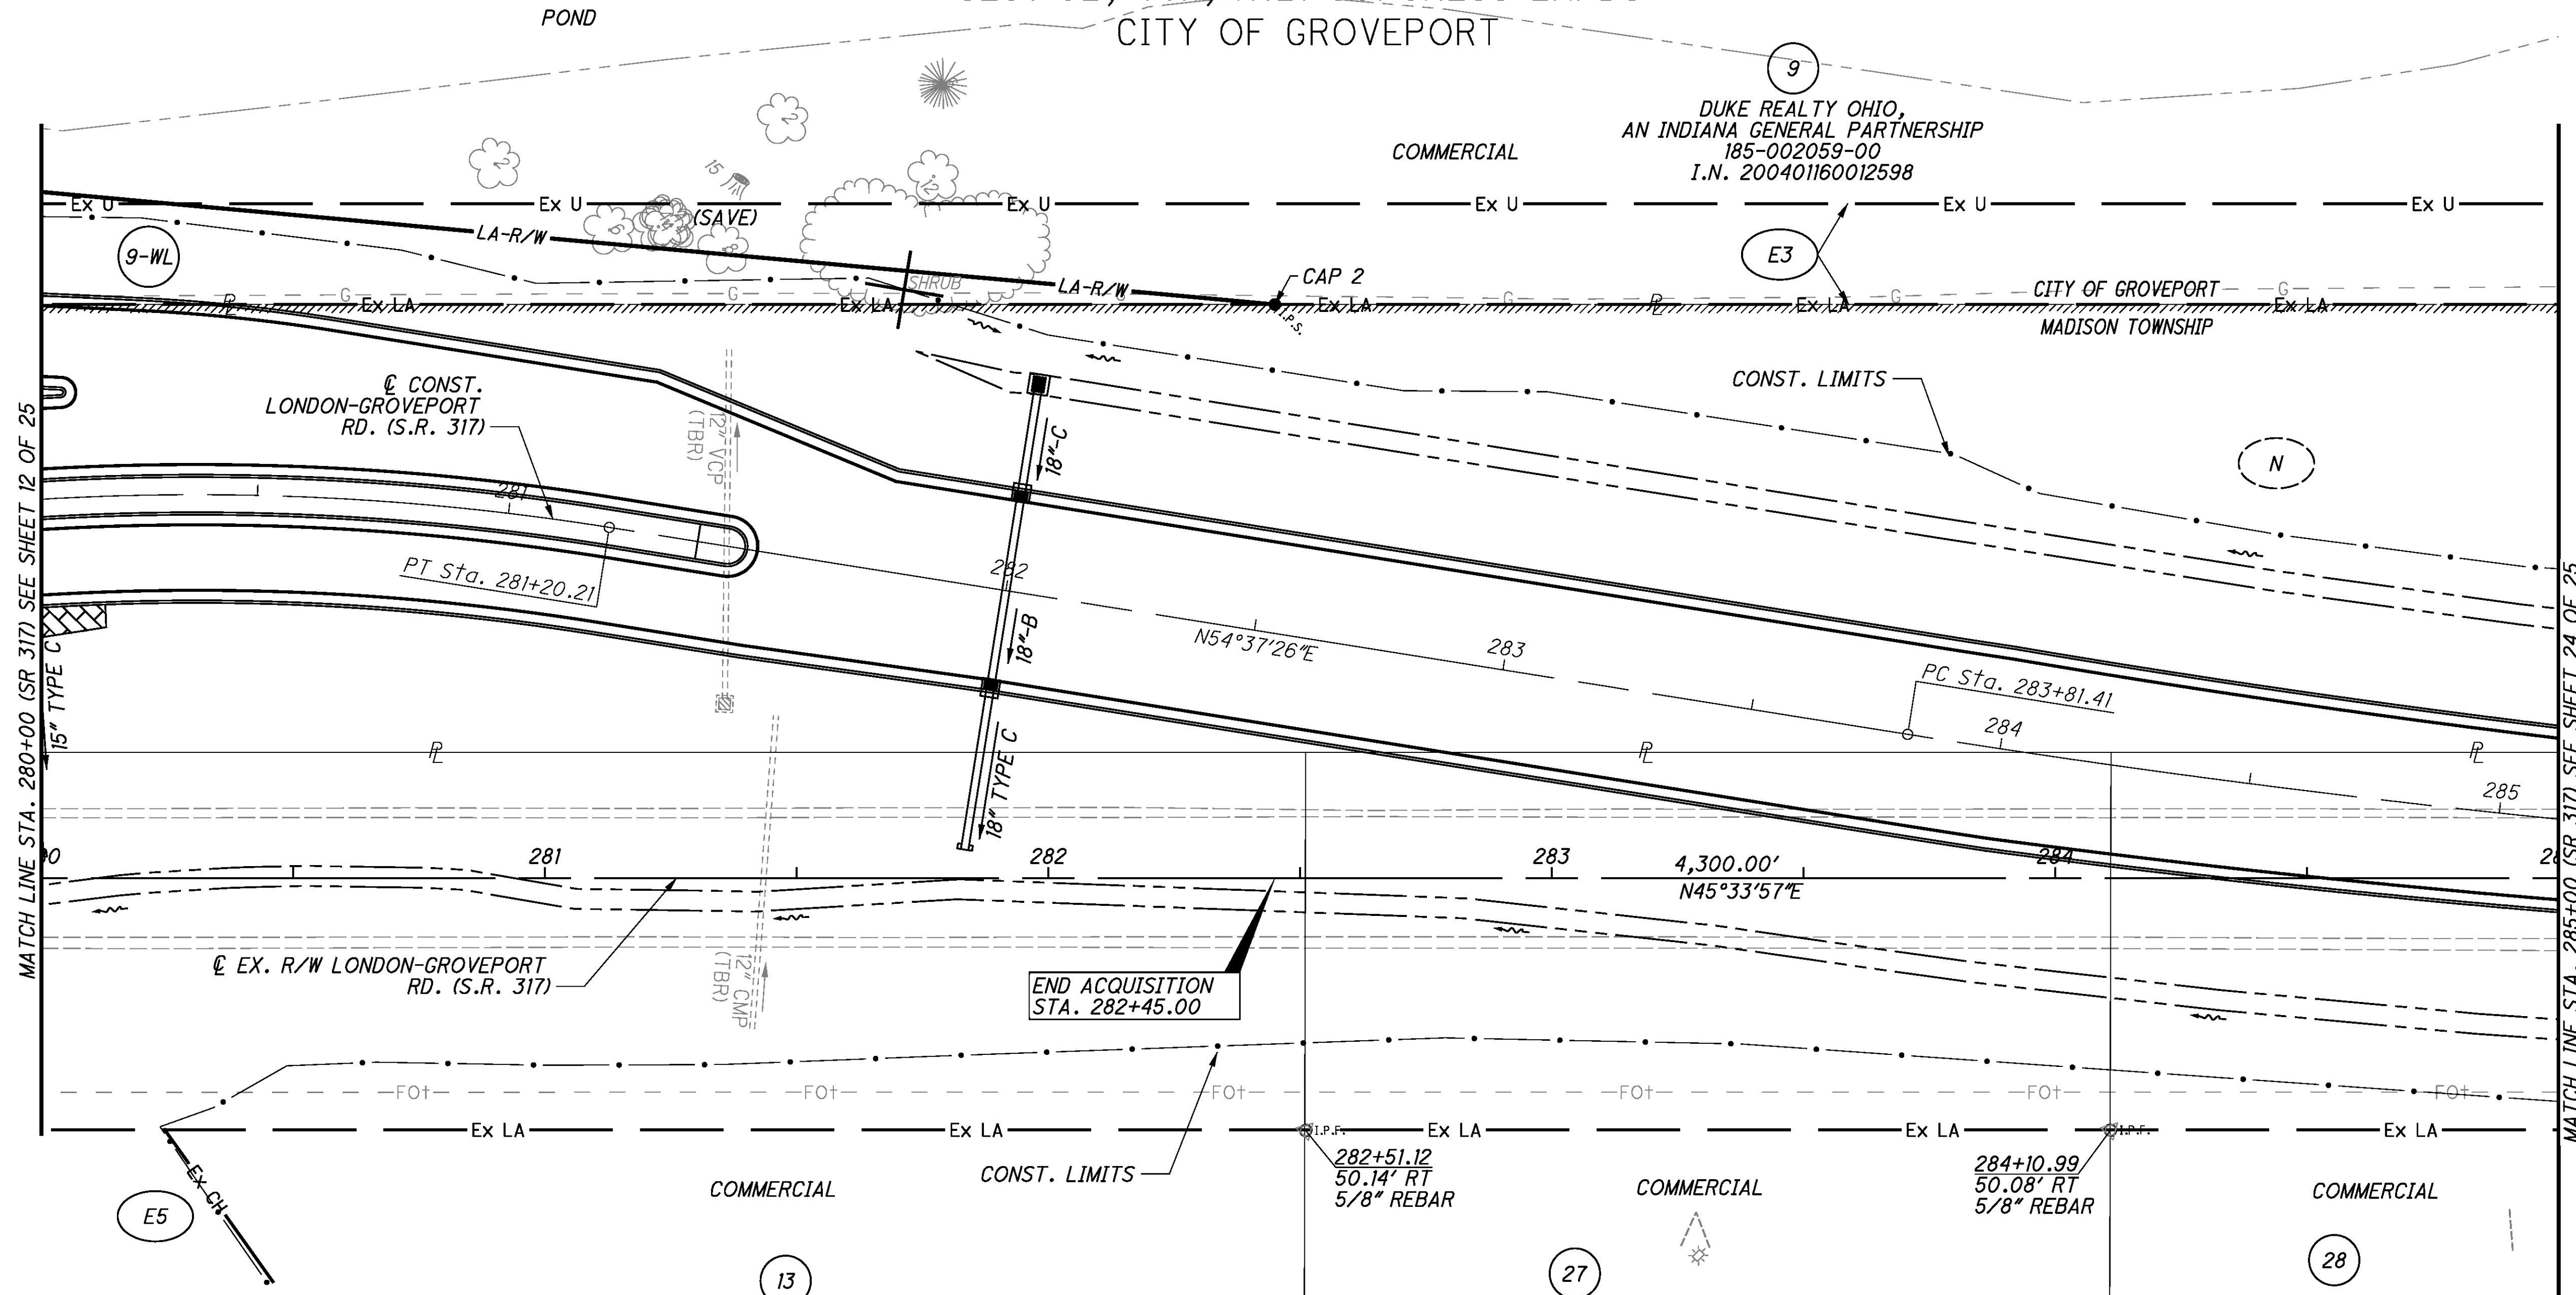 POND
CITY OF GROVEPORT
9
DUKE REALTY OHIO,
AN INDIANA GENERAL PARTNERSHIP
185-002059-00
I.N. 200401160012598
COMMERCIAL
15
(SAVE)
Ex U
Ex U
Ex U
Ex U
Ex U
Ex U
LA-R/W
LA-R/W
9-WL
SHRUB
CAP 2
I.P.S.
E3
G
G
G
G
G
Ex LA
Ex LA
Ex LA
Ex LA
Ex LA
CITY OF GROVEPORT
MADISON TOWNSHIP
CONST. LIMITS
N
℄ CONST.
LONDON-GROVEPORT
RD. (S.R. 317)
12" VCP
(TBR)
18"-C
281
PT Sta. 281+20.21
282
18"-B
N54°37'26"E
283
PC Sta. 283+81.41
284
285
15" TYPE C
18" TYPE C
MATCH LINE STA. 280+00 (SR 317) SEE SHEET 12 OF 25
MATCH LINE STA. 285+00 (SR 317) SEE SHEET 24 OF 25
281
282
283
284
4,300.00'
N45°33'57"E
℄ EX. R/W LONDON-GROVEPORT
RD. (S.R. 317)
12" CMP
(TBR)
END ACQUISITION
STA. 282+45.00
FOt
FOt
FOt
FOt
FOt
FOt
Ex LA
Ex LA
Ex LA
Ex LA
Ex LA
I.P.F.
I.P.F.
Ex CH
E5
CONST. LIMITS
COMMERCIAL
282+51.12
50.14' RT
5/8" REBAR
COMMERCIAL
284+10.99
50.08' RT
5/8" REBAR
COMMERCIAL
13
27
28